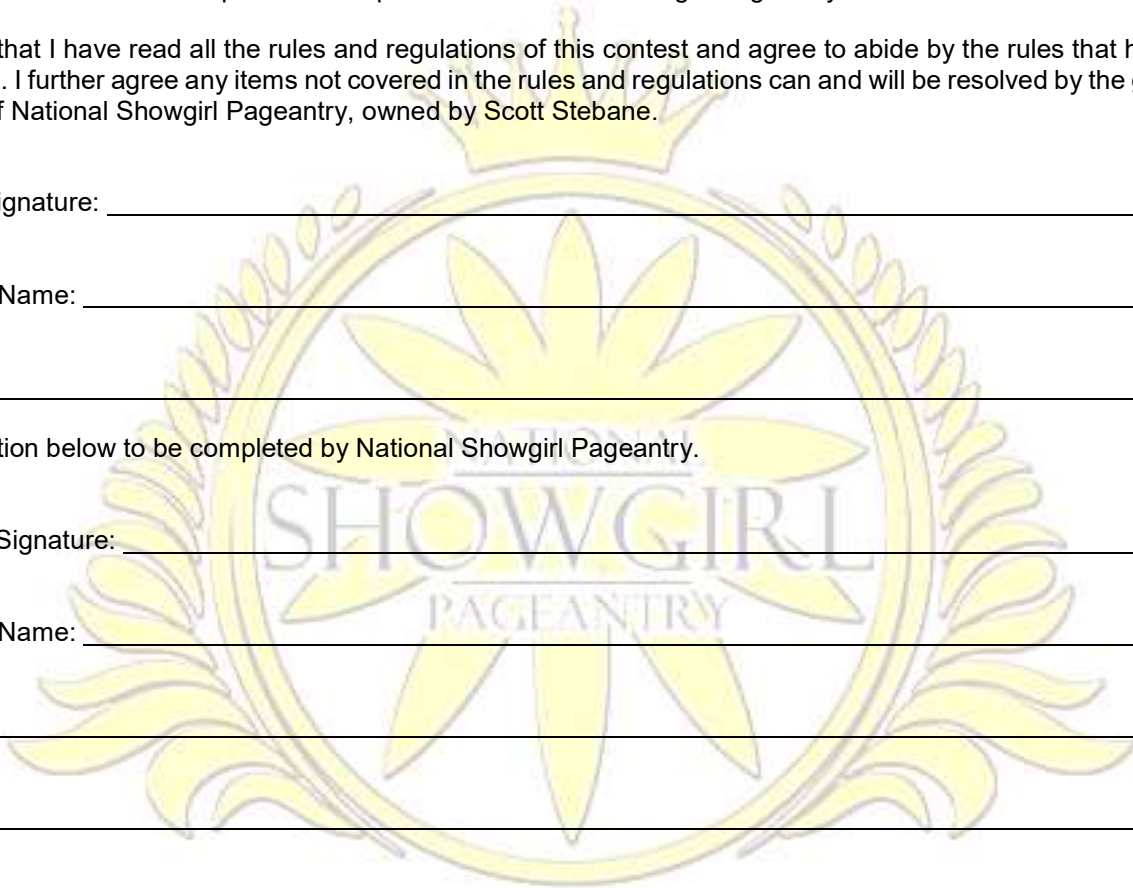 that I have read all the rules and regulations of this contest and agree to abide by the rules that
. I further agree any items not covered in the rules and regulations can and will be resolved by the
National Showgirl Pageantry, owned by Scott Stebane.
ignature:
Name:
tion below to be completed by National Showgirl Pageantry.
NATIONAL
SHOWGIRL
Signature:
PAGEANTRY
Name: